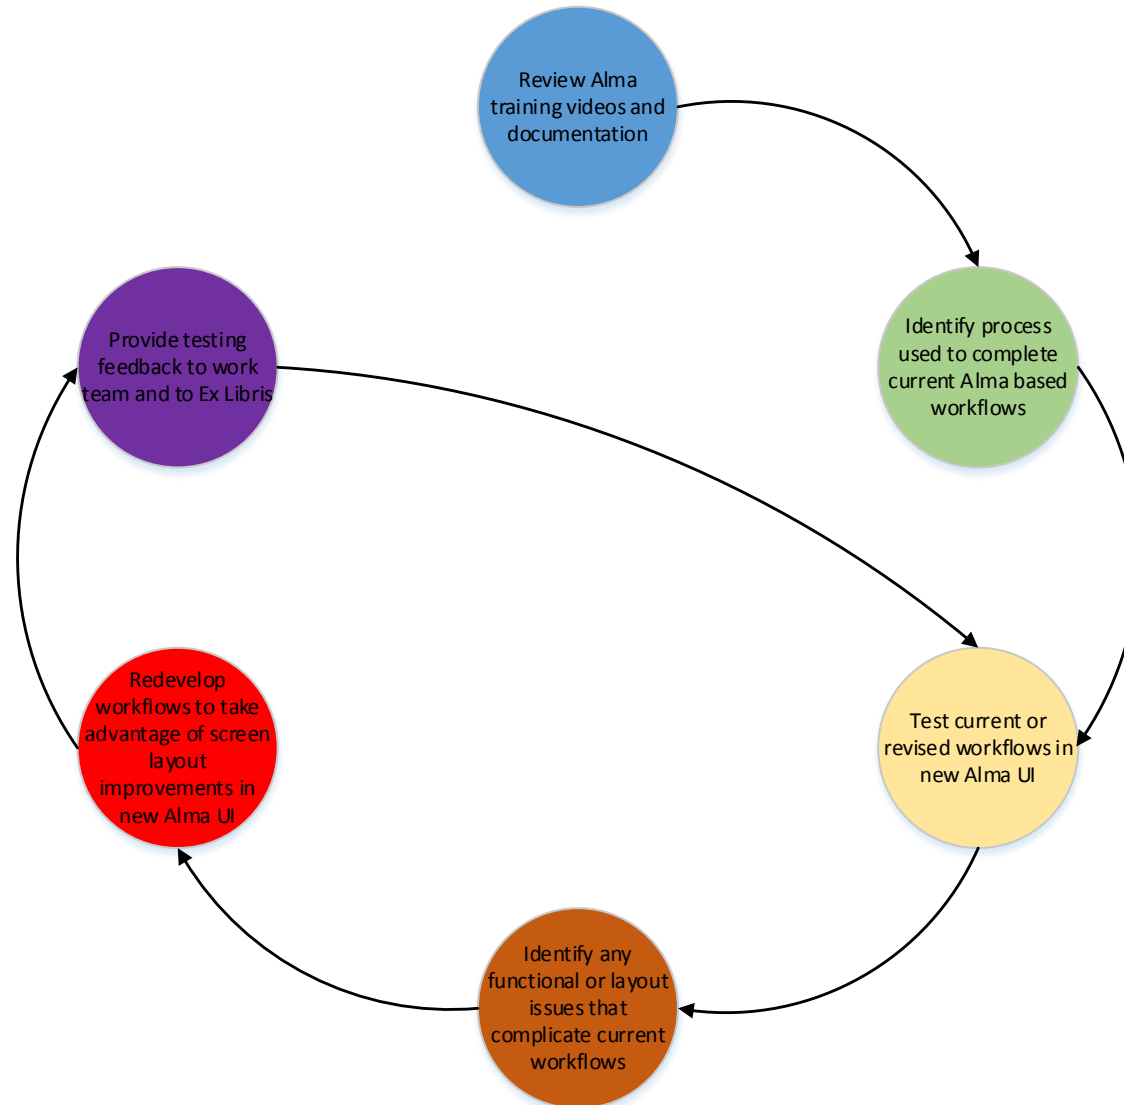 Review Alma
training videos and
documentation
Identify process
used to complete
current Alma based
workflows
Test current or
revised workflows in
new Alma UI
Identify any
functional or layout
issues that
complicate current
workflows
Redevelop
workflows to take
advantage of screen
layout
improvements in
new Alma UI
Provide testing
feedback to work
team and to Ex Libris